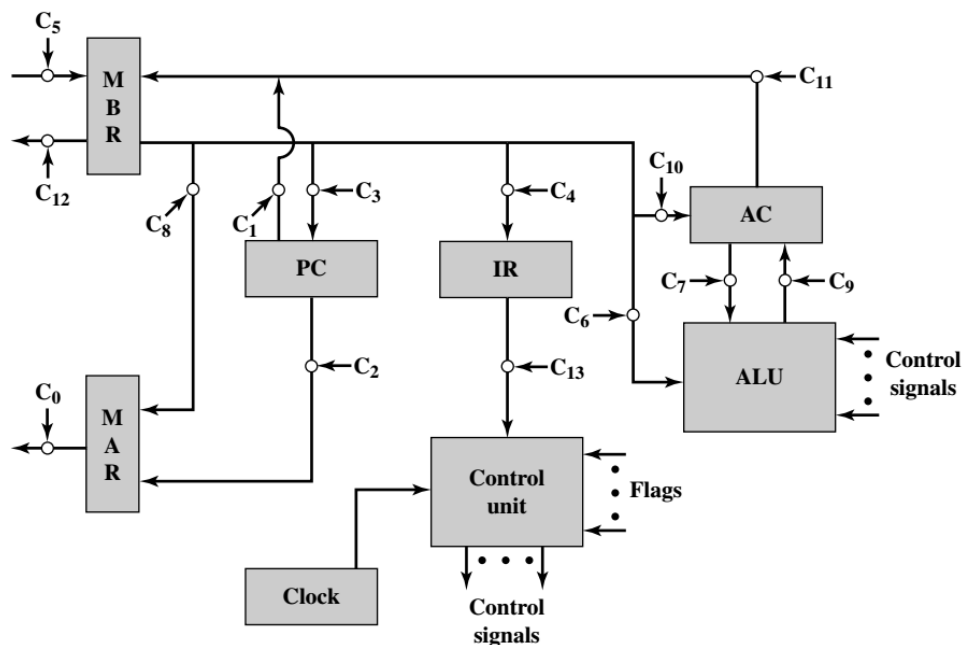 C5
M
B
R
C11
C12
C8
C1
C3
C4
C10
AC
PC
IR
C7
C9
C6
C2
C13
ALU
Control
signals
C0
M
A
R
Control
unit
Flags
Clock
Control
signals